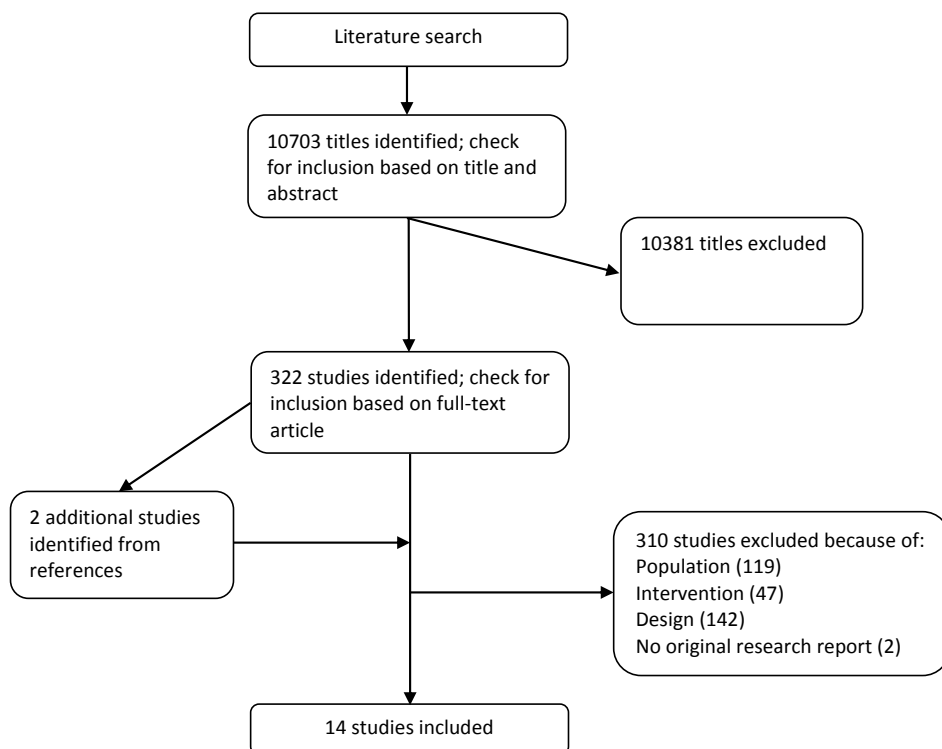 Literature search
10703 titles identified; check
for inclusion based on title and
abstract
10381 titles excluded
322 studies identified; check for
inclusion based on full-text
article
2 additional studies
identified from
references
310 studies excluded because of:
Population (119)
Intervention (47)
Design (142)
No original research report (2)
14 studies included